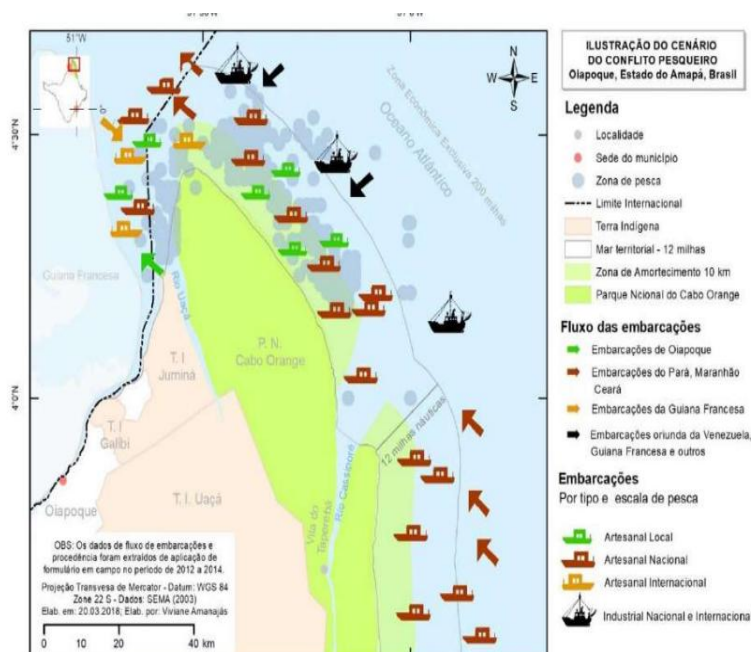 51°W
51°W
0°
4°30'N
4°0'N
Zona Econômica Exclusiva 200 milhas
Oceano Atlântico
Guiana Francesa
Rio Uaçá
P. N.
Cabo Orange
T. I
Juminá
T. I
Galibi
T. I. Uaçá
Oiapoque
12 milhas náuticas
Rio Cassipore
Vila do
Taperebá
OBS: Os dados de fluxo de embarcações e
procedência foram extraídos de aplicação de
formulário em campo no período de 2012 a 2014.
Projeção Transvesa de Mercator - Datum: WGS 84
Zone 22 S - Dados: SEMA (2003)
Elab. em: 20.03.2018; Elab. por: Viviane Amanajás
0 10 20 40 km
N
W E
S
ILUSTRAÇÃO DO CENÁRIO
DO CONFLITO PESQUEIRO
Oiapoque, Estado do Amapá, Brasil
Legenda
Localidade
Sede do município
Zona de pesca
Limite Internacional
Terra Indígena
Mar territorial - 12 milhas
Zona de Amortecimento 10 km
Parque Ncional do Cabo Orange
Fluxo das embarcações
Embarcações de Oiapoque
Embarcações do Pará, Maranhão
Ceará
Embarcações da Guiana Francesa
Embarcações oriunda da Venezuela,
Guiana Francesa e outros
Embarcações
Por tipo e escala de pesca
Artesanal Local
Artesanal Nacional
Artesanal Internacional
Industrial Nacional e Internacional